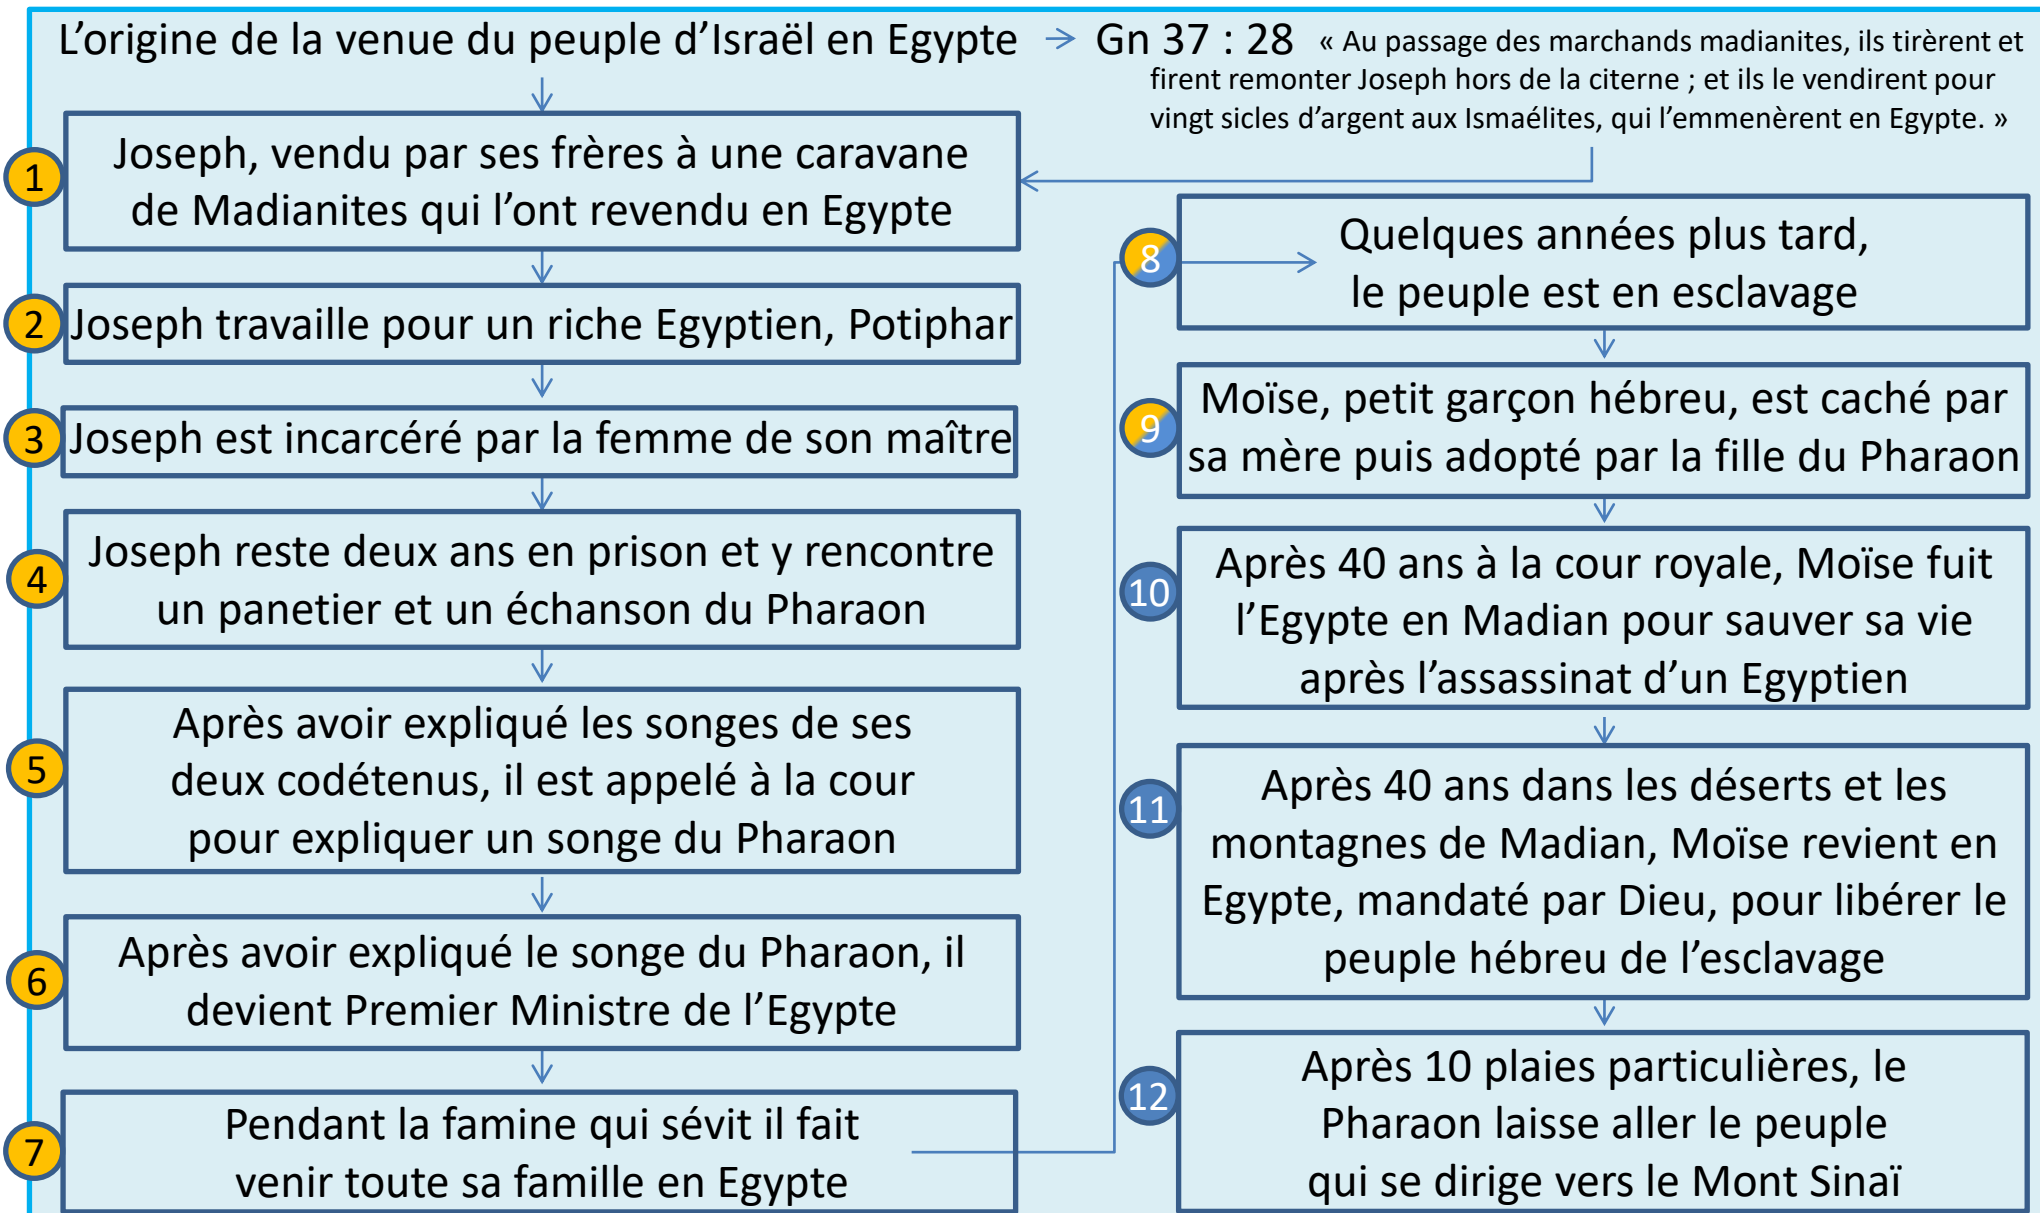 L’origine de la venue du peuple d’Israël en Egypte
Gn 37 : 28 « Au passage des marchands madianites, ils tirèrent et
firent remonter Joseph hors de la citerne ; et ils le vendirent pour
vingt sicles d’argent aux Ismaélites, qui l’emmenèrent en Egypte. »
1
Joseph, vendu par ses frères à une caravane
de Madianites qui l'ont revendu en Egypte
2
Joseph travaille pour un riche Egyptien, Potiphar
3
Joseph est incarcéré par la femme de son maître
4
Joseph reste deux ans en prison et y rencontre
un panetier et un échanson du Pharaon
5
Après avoir expliqué les songes de ses
deux codétenus, il est appelé à la cour
pour expliquer un songe du Pharaon
6
Après avoir expliqué le songe du Pharaon, il
devient Premier Ministre de l’Egypte
7
Pendant la famine qui sévit il fait
venir toute sa famille en Egypte
8
Quelques années plus tard,
le peuple est en esclavage
9
Moïse, petit garçon hébreu, est caché par
sa mère puis adopté par la fille du Pharaon
10
Après 40 ans à la cour royale, Moïse fuit
l’Egypte en Madian pour sauver sa vie
après l’assassinat d’un Egyptien
11
Après 40 ans dans les déserts et les
montagnes de Madian, Moïse revient en
Egypte, mandaté par Dieu, pour libérer le
peuple hébreu de l’esclavage
12
Après 10 plaies particulières, le
Pharaon laisse aller le peuple
qui se dirige vers le Mont Sinaï